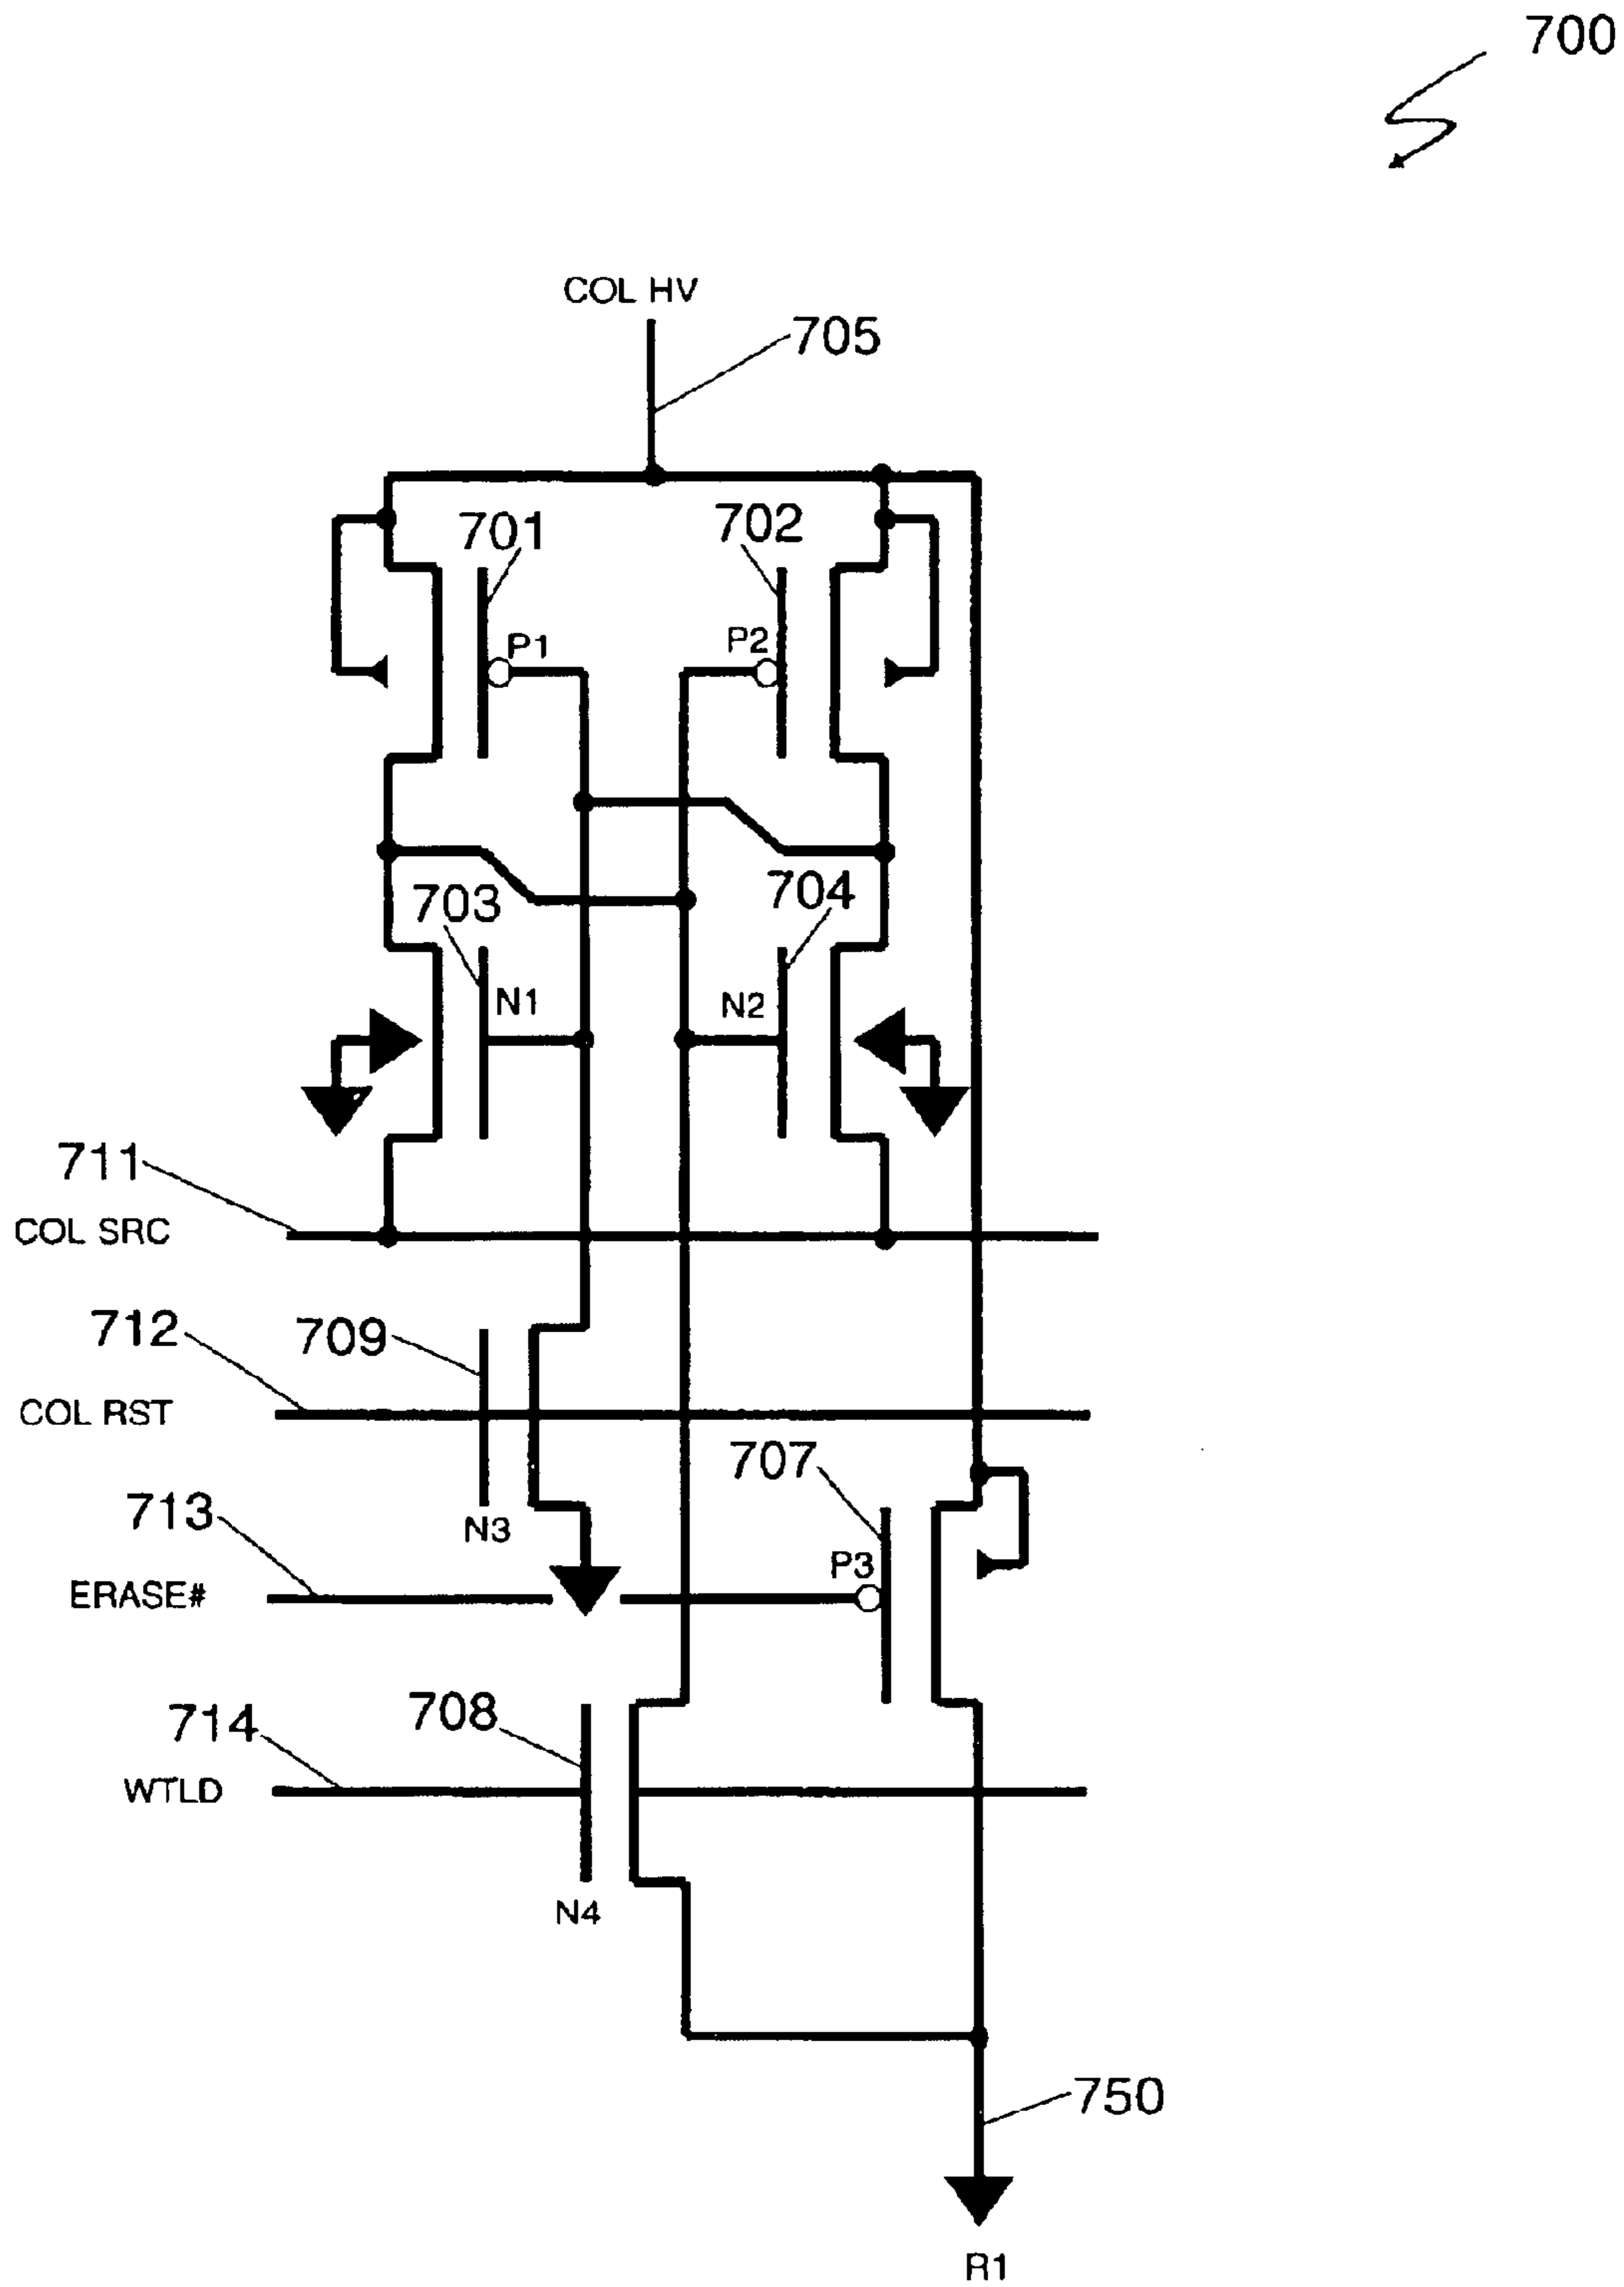 700
COL HV
705
701
702
P1
P2
703
704
N1
N2
711
COL SRC
712
709
COL RST
707
713
N3
P3
ERASE#
708
714
WTLD
N4
750
R1